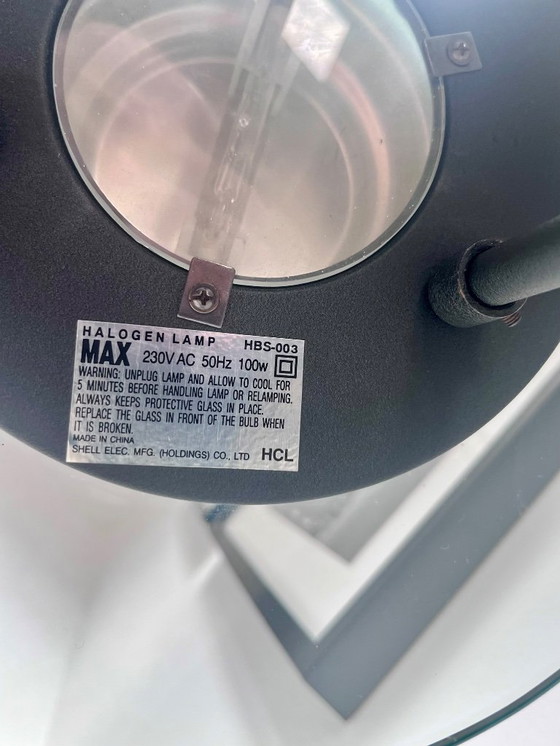 HALOGEN LAMP HBS-003
MAX 230V AC 50Hz 100w
WARNING: UNPLUG LAMP AND ALLOW TO COOL FOR
5 MINUTES BEFORE HANDLING LAMP OR RELAMPING.
ALWAYS KEEPS PROTECTIVE GLASS IN PLACE.
REPLACE THE GLASS IN FRONT OF THE BULB WHEN
IT IS BROKEN.
MADE IN CHINA
SHELL ELEC. MFG. (HOLDINGS) CO., LTD HCL